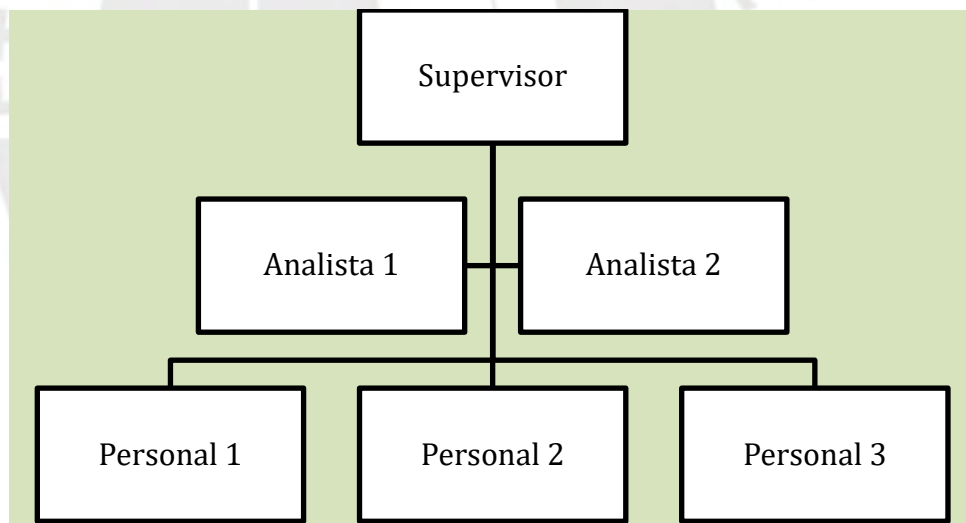 Supervisor
Analista 1
Analista 2
Personal 1
Personal 2
Personal 3